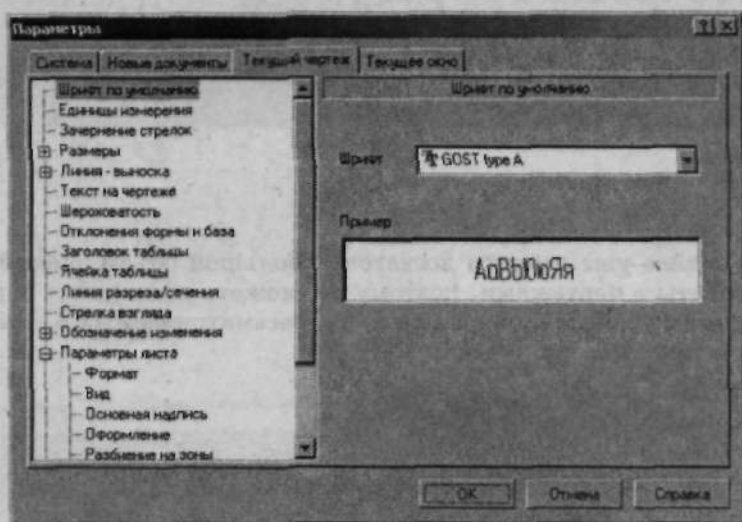 Параметры
Система Новые документы Текущий чертеж Текущее окно
Шрифт по умолчанию
Единицы измерения
Зачернение стрелок
Размеры
Линия - выноска
Текст на чертеже
Шероховатость
Отклонения формы и база
Заголовок таблицы
Ячейка таблицы
Линия разреза/сечения
Стрелка взгляда
Обозначение изменения
Параметры листа
Формат
Вид
Основная надпись
Оформление
Разбиение на зоны
Шрифт по умолчанию
Шрифт GOST type A
Пример
OK Отмена Справка